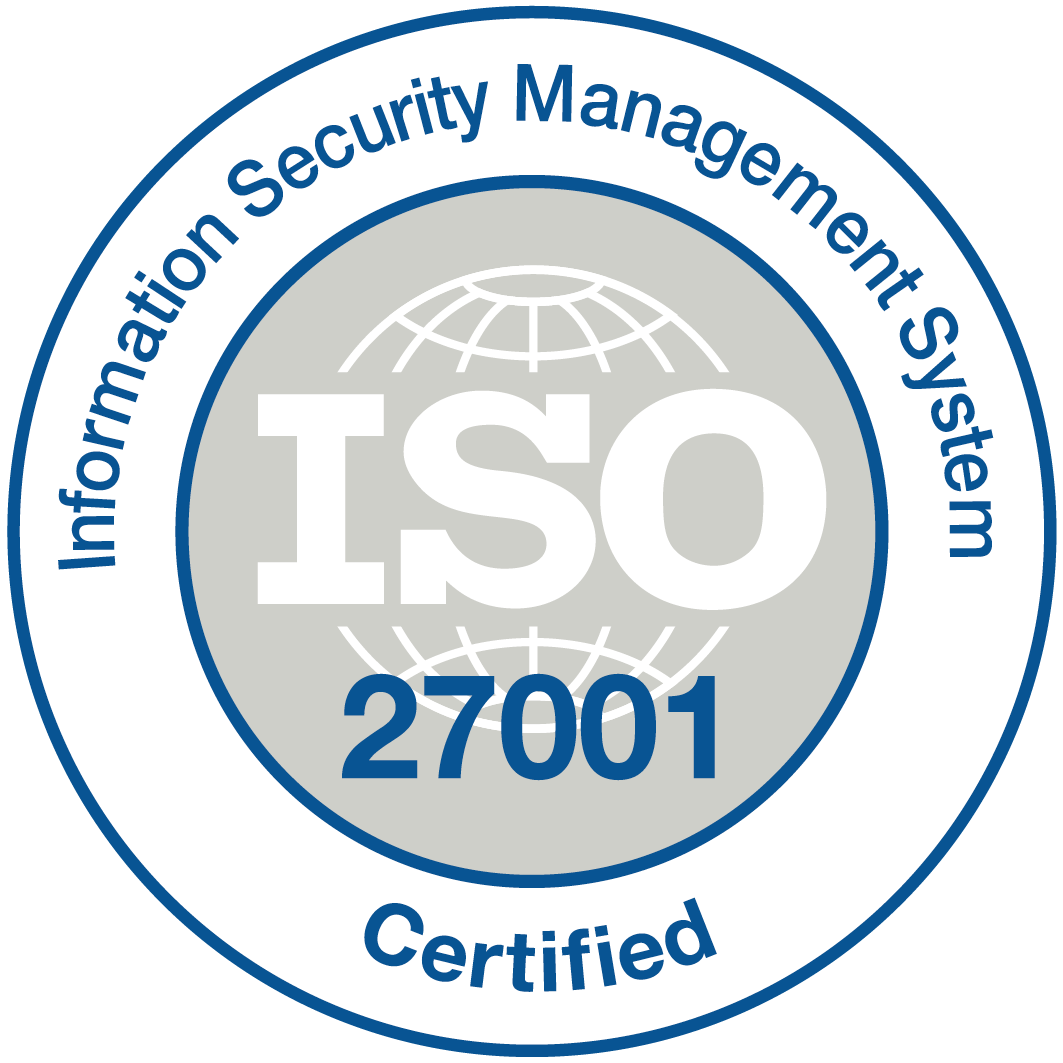 Information Security Management System
ISO
27001
Certified